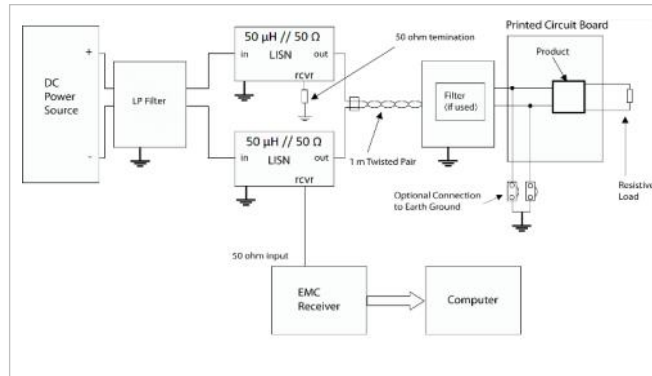 50 µH // 50 Ω
in
out
LISN
rcvr
50 ohm temination
Printed Circuit Board
Product
+
DC
Power
Source
-
LP Filter
Filter
(if used)
50 µH // 50 Ω
in
out
LISN
rcvr
1 m Twisted Pair
Optional Connection
to Earth Ground
Resistive
Load
50 ohm input
EMC
Receiver
Computer